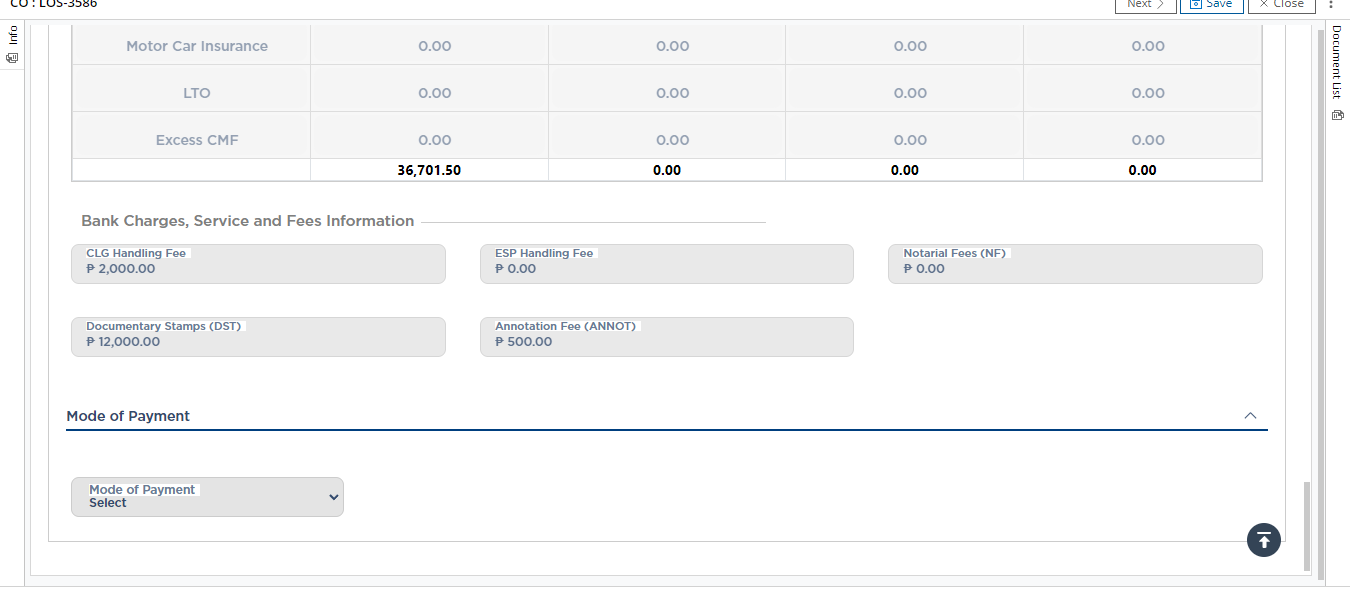 CO : LOS-3586
Next
Save
Close
Info
Document List
Motor Car Insurance 0.00 0.00 0.00 0.00
LTO 0.00 0.00 0.00 0.00
Excess CMF 0.00 0.00 0.00 0.00
36,701.50 0.00 0.00 0.00
Bank Charges, Service and Fees Information
CLG Handling Fee
₱ 2,000.00
ESP Handling Fee
₱ 0.00
Notarial Fees (NF)
₱ 0.00
Documentary Stamps (DST)
₱ 12,000.00
Annotation Fee (ANNOT)
₱ 500.00
Mode of Payment
Mode of Payment
Select